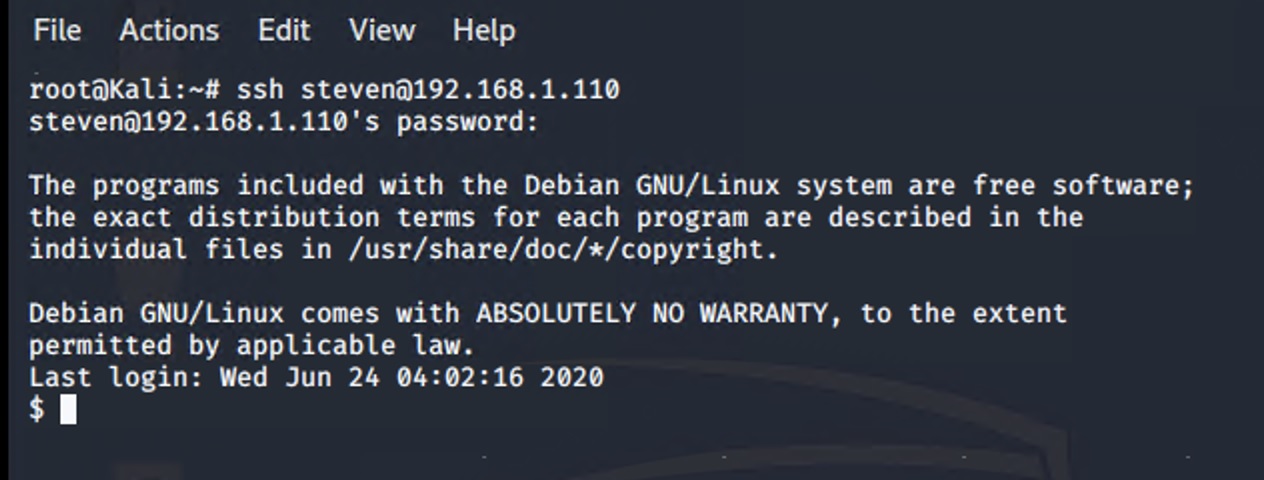 File Actions Edit View Help
root@Kali:~# ssh steven@192.168.1.110
steven@192.168.1.110's password:
The programs included with the Debian GNU/Linux system are free software;
the exact distribution terms for each program are described in the
individual files in /usr/share/doc/*/copyright.
Debian GNU/Linux comes with ABSOLUTELY NO WARRANTY, to the extent
permitted by applicable law.
Last login: Wed Jun 24 04:02:16 2020
$